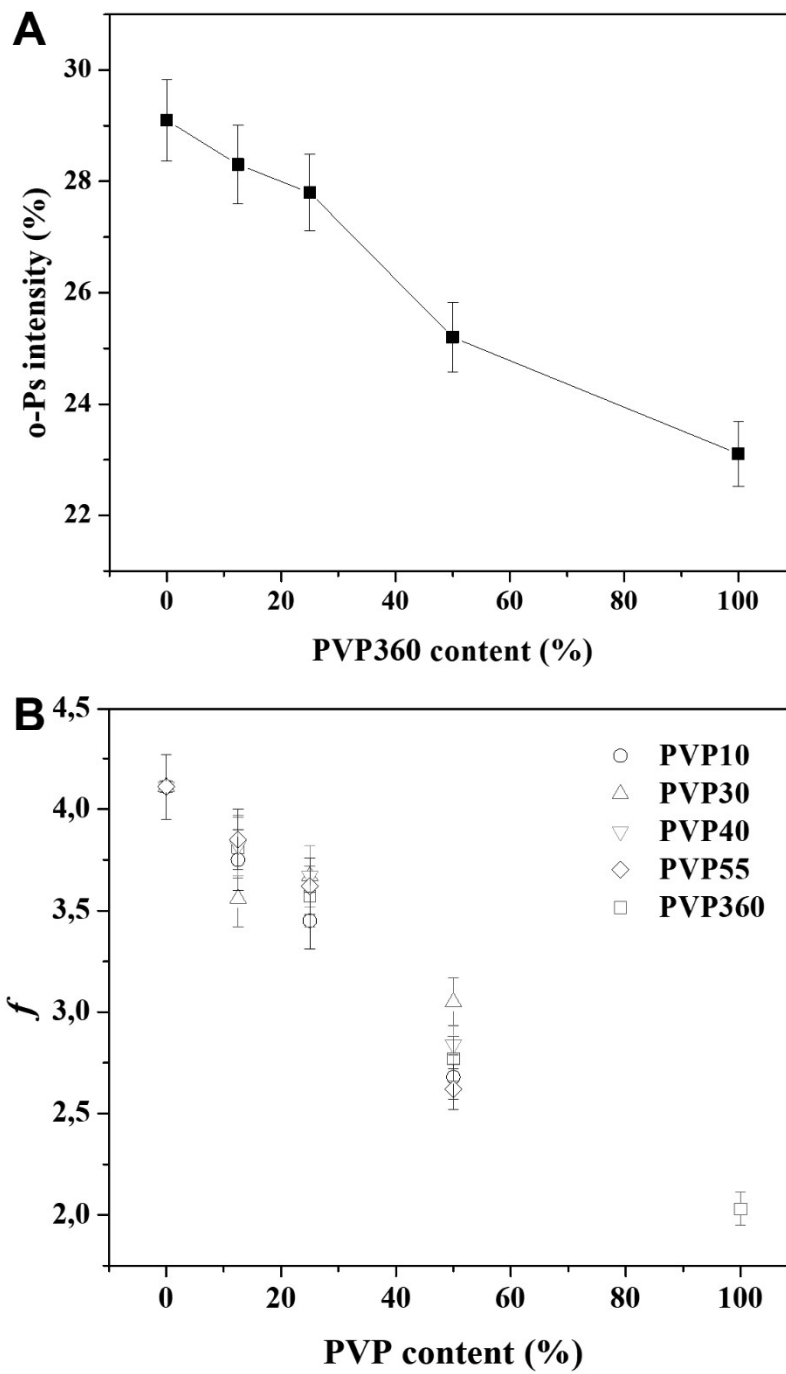 A
o-Ps intensity (%)
30
28
26
24
22
0 20 40 60 80 100
PVP360 content (%)
B
f
4,5
4,0
3,5
3,0
2,5
2,0
PVP10
PVP30
PVP40
PVP55
PVP360
0 20 40 60 80 100
PVP content (%)